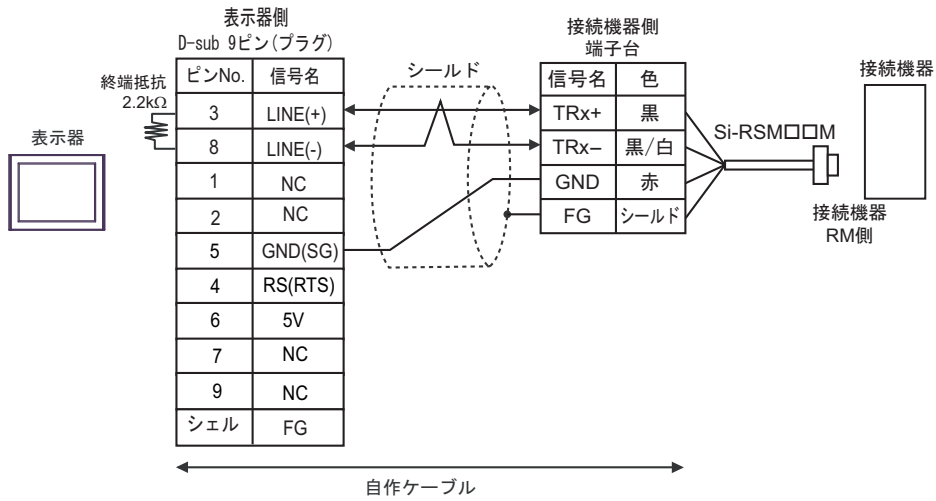 表示器側
D-sub 9ピン(プラグ)
ピンNo. 信号名
3 LINE(+)
8 LINE(-)
1 NC
2 NC
5 GND(SG)
4 RS(RTS)
6 5V
7 NC
9 NC
シェル FG
終端抵抗
2.2kΩ
表示器
シールド
接続機器側
端子台
信号名 色
TRx+ 黒
TRx− 黒/白
GND 赤
FG シールド
Si-RSM□□M
接続機器
接続機器
RM側
自作ケーブル